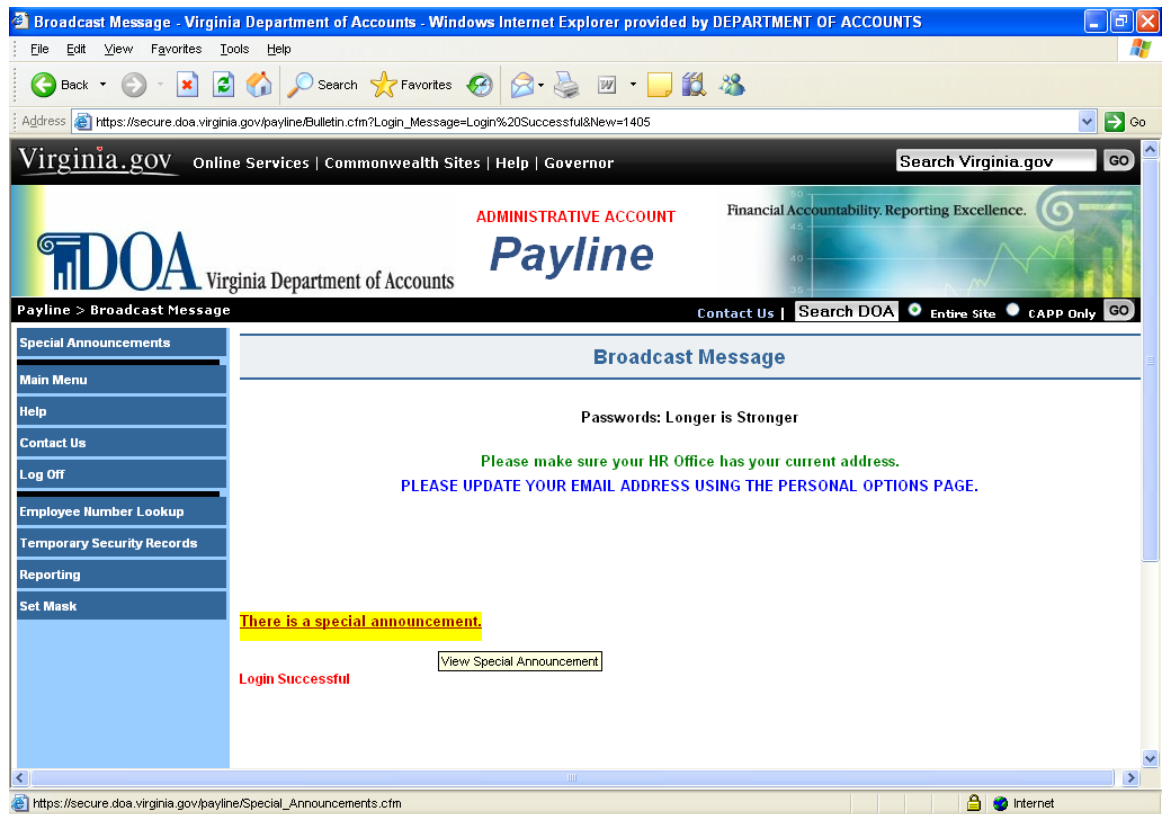 Broadcast Message - Virginia Department of Accounts - Windows Internet Explorer provided by DEPARTMENT OF ACCOUNTS
File Edit View Favorites Tools Help
Back Search Favorites
Address https://secure.doa.virginia.gov/payline/Bulletin.cfm?Login_Message=Login%20Successful&New=1405 Go
Virginia.gov Online Services | Commonwealth Sites | Help | Governor Search Virginia.gov GO
ADMINISTRATIVE ACCOUNT
Financial Accountability. Reporting Excellence.
50
45
40
35
DOA Virginia Department of Accounts
Payline
Payline > Broadcast Message Contact Us | Search DOA Entire Site CAPP Only GO
Special Announcements
Main Menu
Help
Contact Us
Log Off
Employee Number Lookup
Temporary Security Records
Reporting
Set Mask
Broadcast Message
Passwords: Longer is Stronger
Please make sure your HR Office has your current address.
PLEASE UPDATE YOUR EMAIL ADDRESS USING THE PERSONAL OPTIONS PAGE.
There is a special announcement.
View Special Announcement
Login Successful
https://secure.doa.virginia.gov/payline/Special_Announcements.cfm Internet